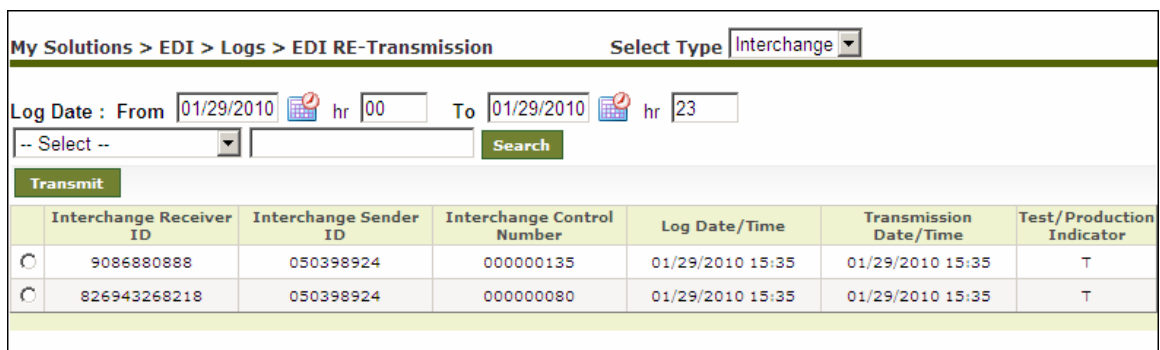 My Solutions > EDI > Logs > EDI RE-Transmission Select Type Interchange
Log Date : From 01/29/2010 hr 00 To 01/29/2010 hr 23
-- Select -- Search
Transmit
Interchange Receiver ID Interchange Sender ID Interchange Control Number Log Date/Time Transmission Date/Time Test/Production Indicator
9086880888 050398924 000000135 01/29/2010 15:35 01/29/2010 15:35 T
826943268218 050398924 000000080 01/29/2010 15:35 01/29/2010 15:35 T